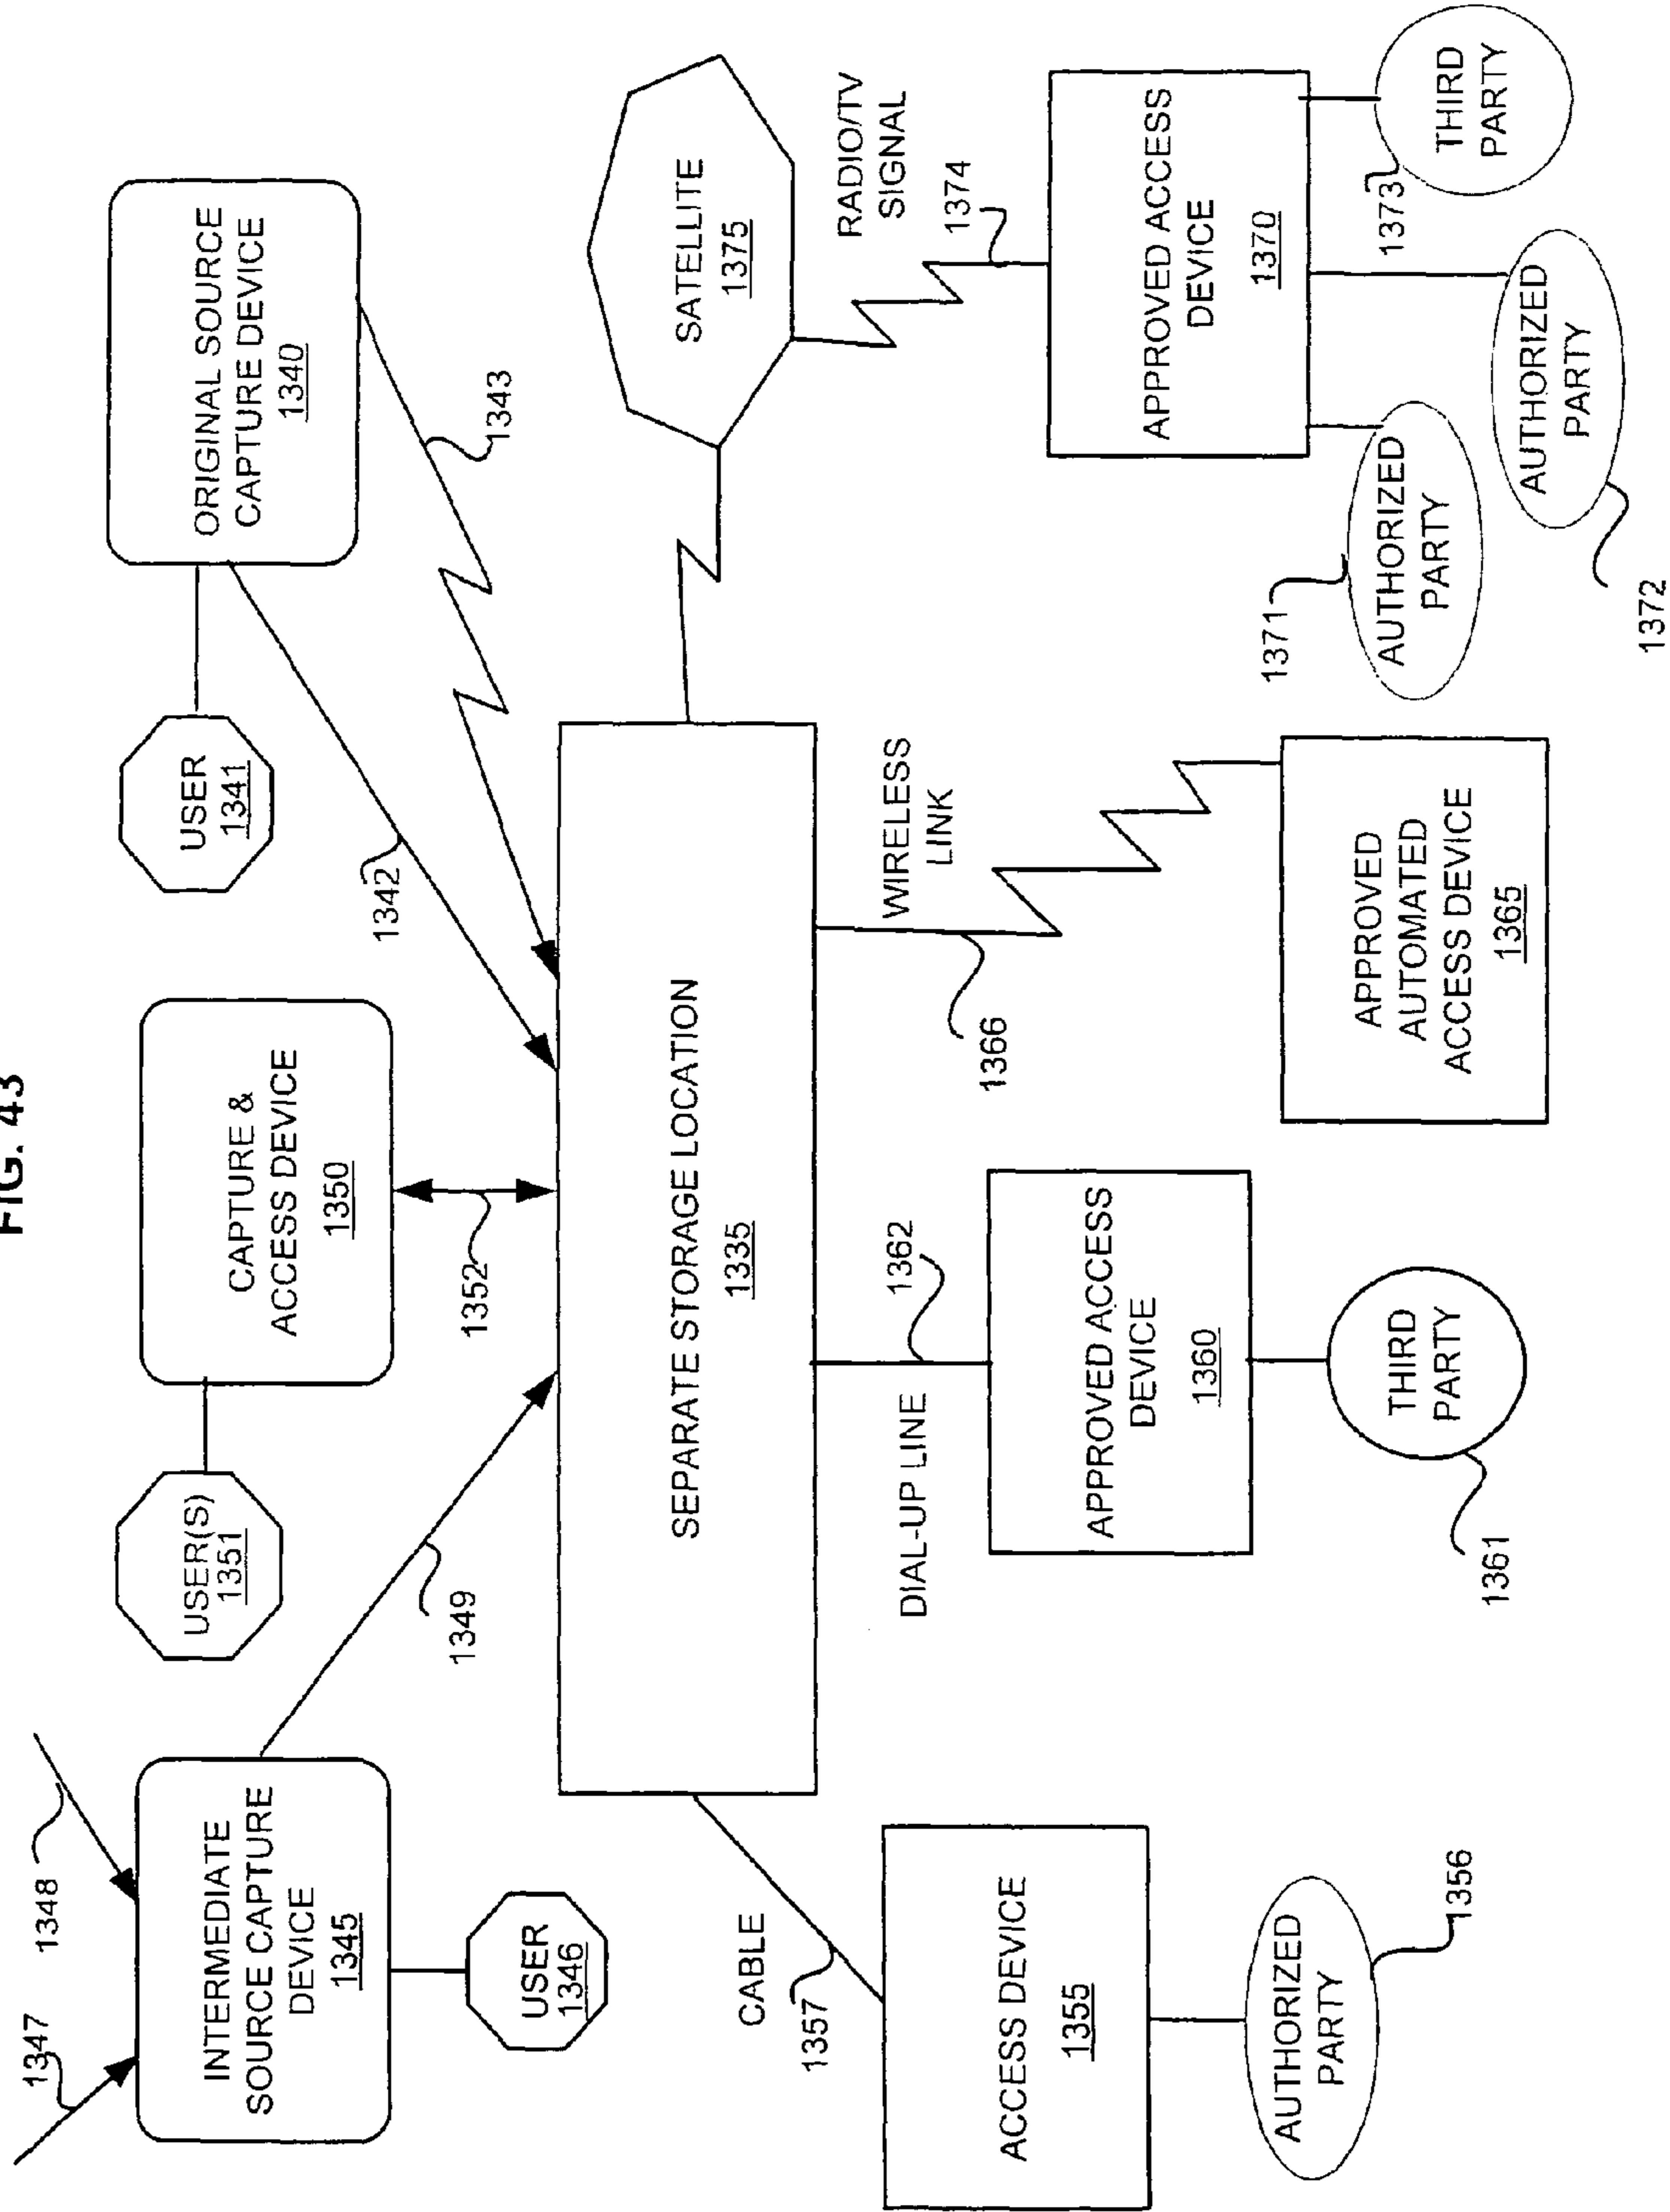 FIG. 43
1347
1348
INTERMEDIATE
SOURCE CAPTURE
DEVICE
1345
USER
1346
1349
USER(S)
1351
CAPTURE &
ACCESS DEVICE
1350
1352
USER
1341
ORIGINAL SOURCE
CAPTURE DEVICE
1340
1342
1343
SEPARATE STORAGE LOCATION
1335
SATELLITE
1375
RADIO/TV
SIGNAL
1374
CABLE
1357
ACCESS DEVICE
1355
AUTHORIZED
PARTY
1356
DIAL-UP LINE
1362
APPROVED ACCESS
DEVICE
1360
THIRD
PARTY
1361
WIRELESS
LINK
1366
APPROVED
AUTOMATED
ACCESS DEVICE
1365
APPROVED ACCESS
DEVICE
1370
1371
AUTHORIZED
PARTY
AUTHORIZED
PARTY
1372
1373
THIRD
PARTY